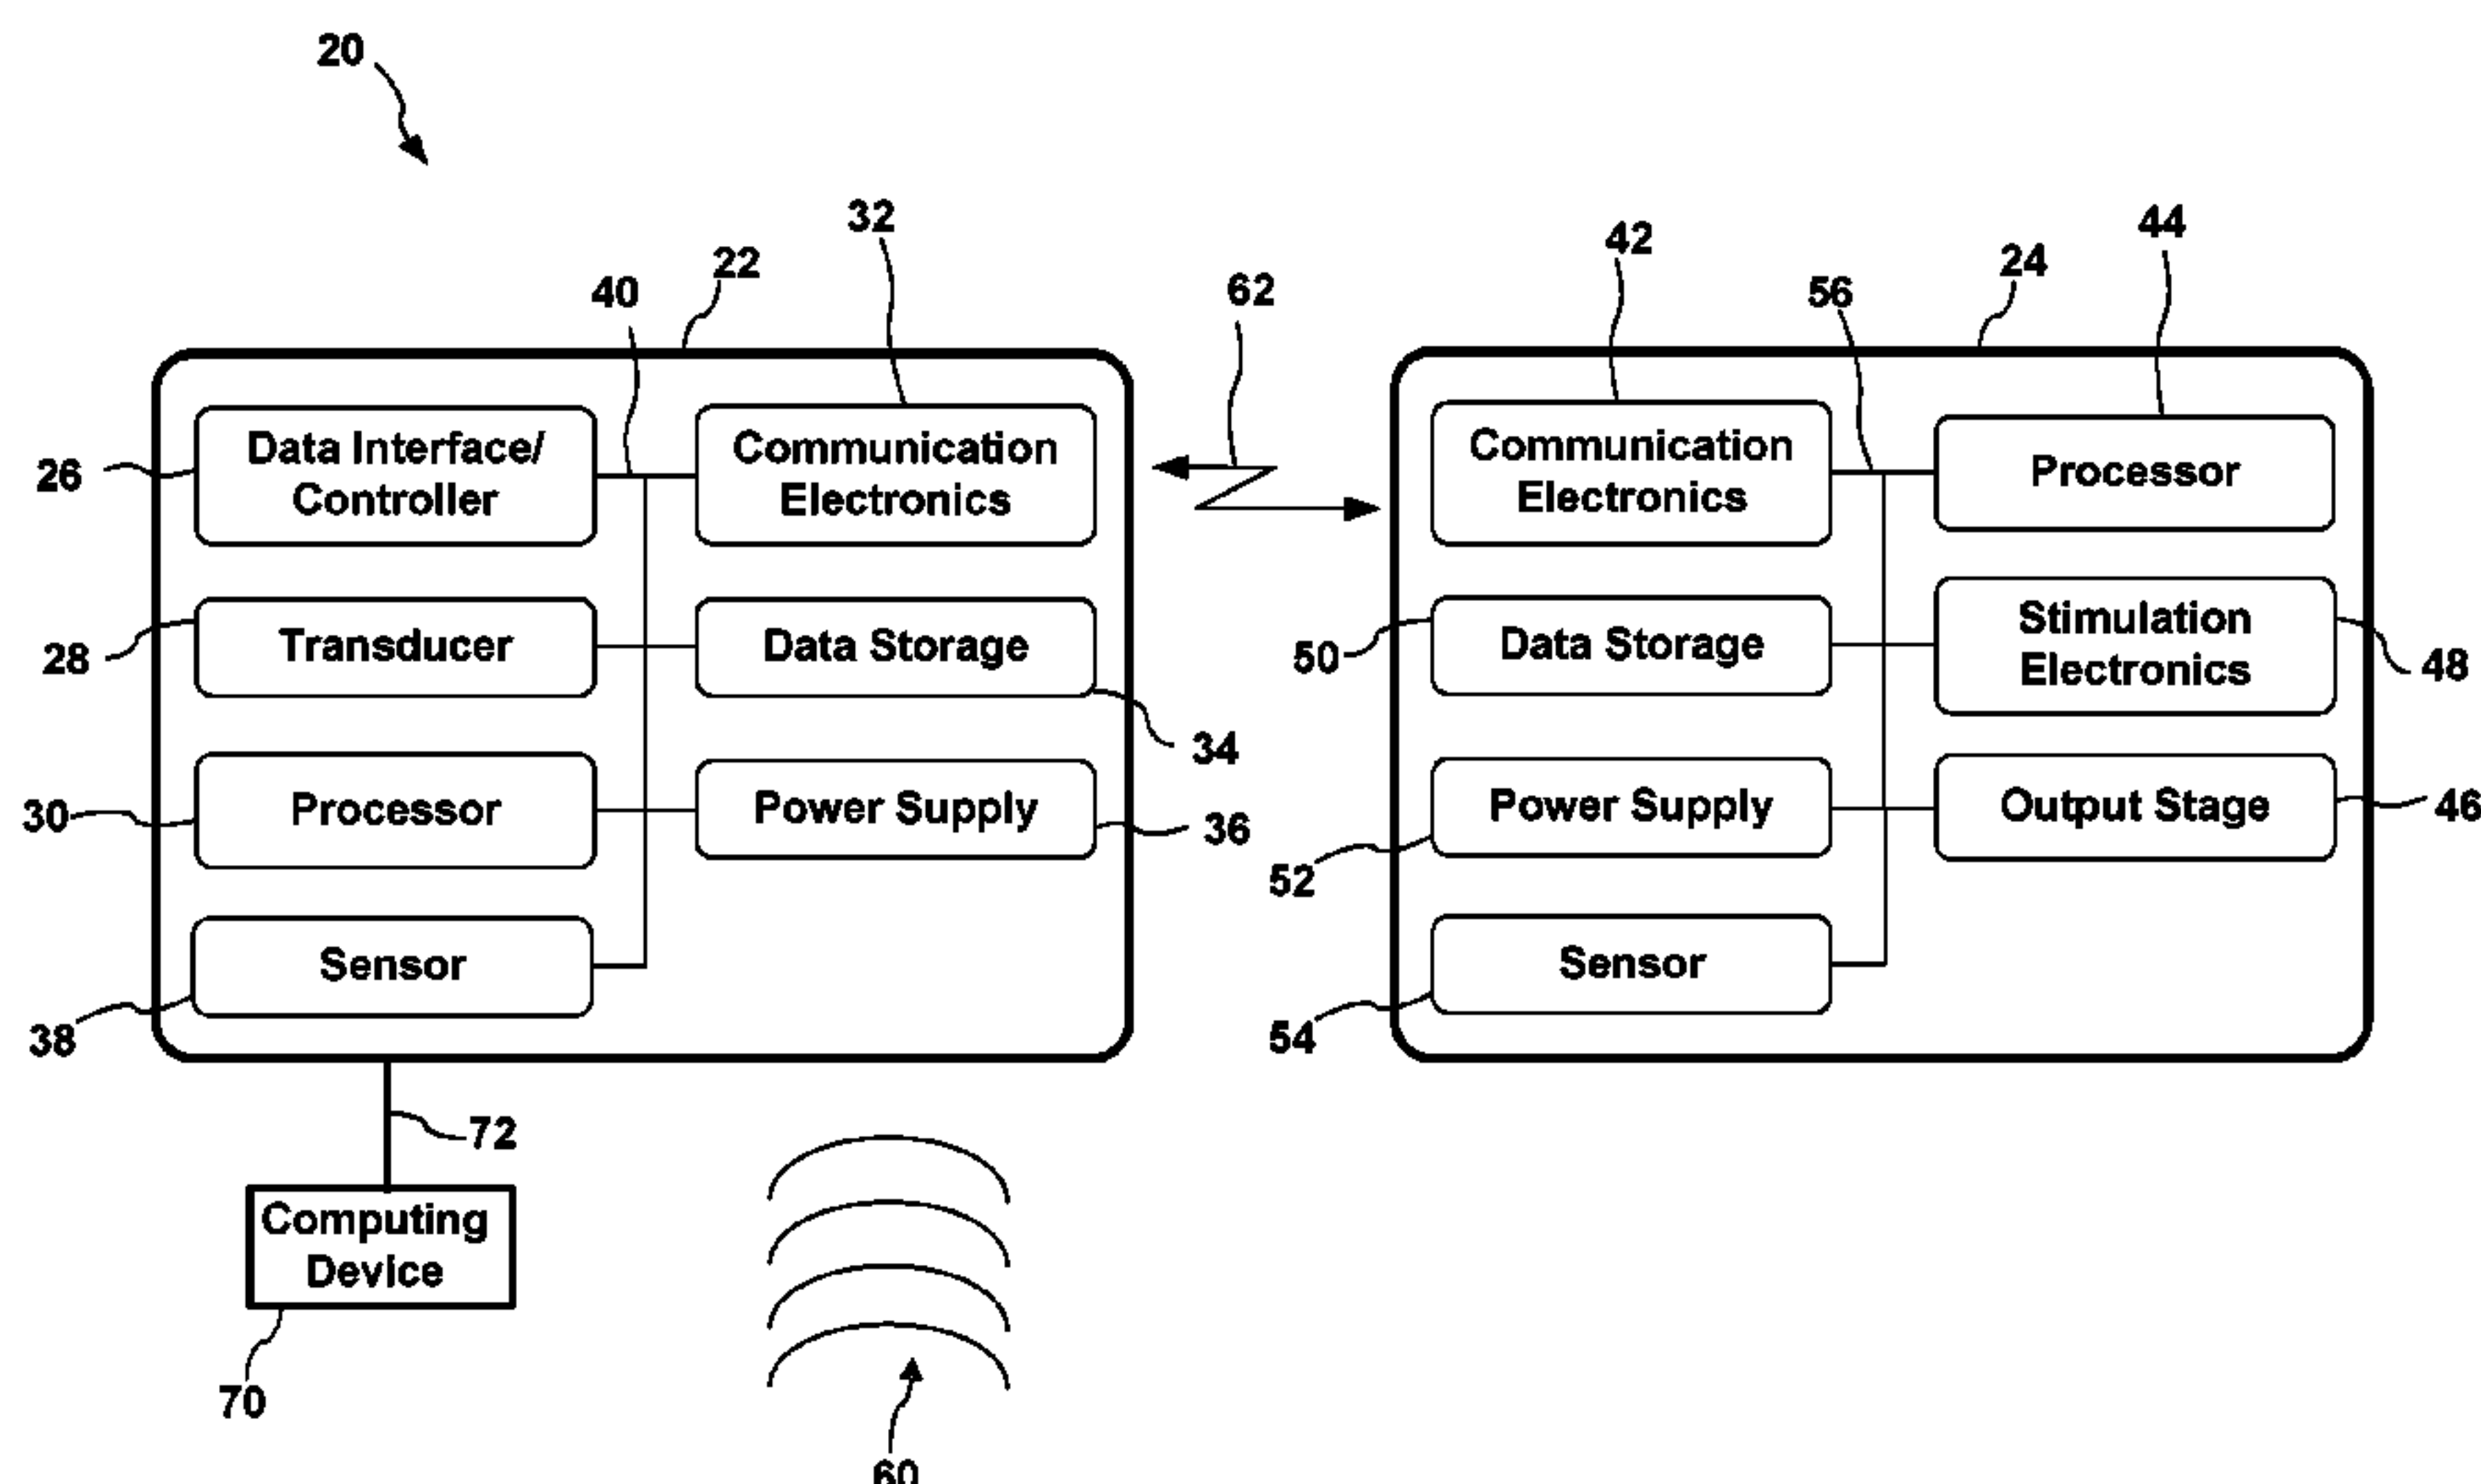 20
32
44
42
22
24
40
62
56
Data Interface/
Controller
Communication
Electronics
Communication
Electronics
Processor
26
Transducer
Data Storage
Data Storage
Stimulation
Electronics
28
50
48
34
Processor
Power Supply
Power Supply
Output Stage
30
36
46
52
Sensor
Sensor
38
54
72
Computing
Device
70
60